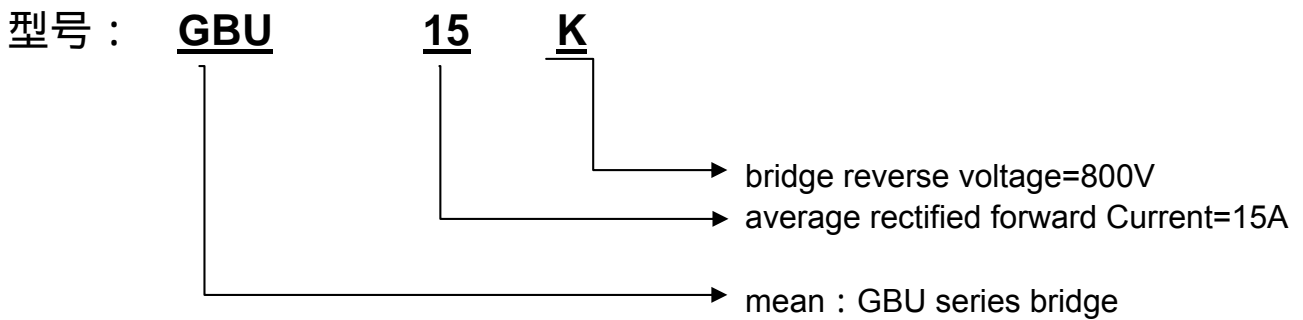 型号： GBU 15 K
bridge reverse voltage=800V
average rectified forward Current=15A
mean：GBU series bridge